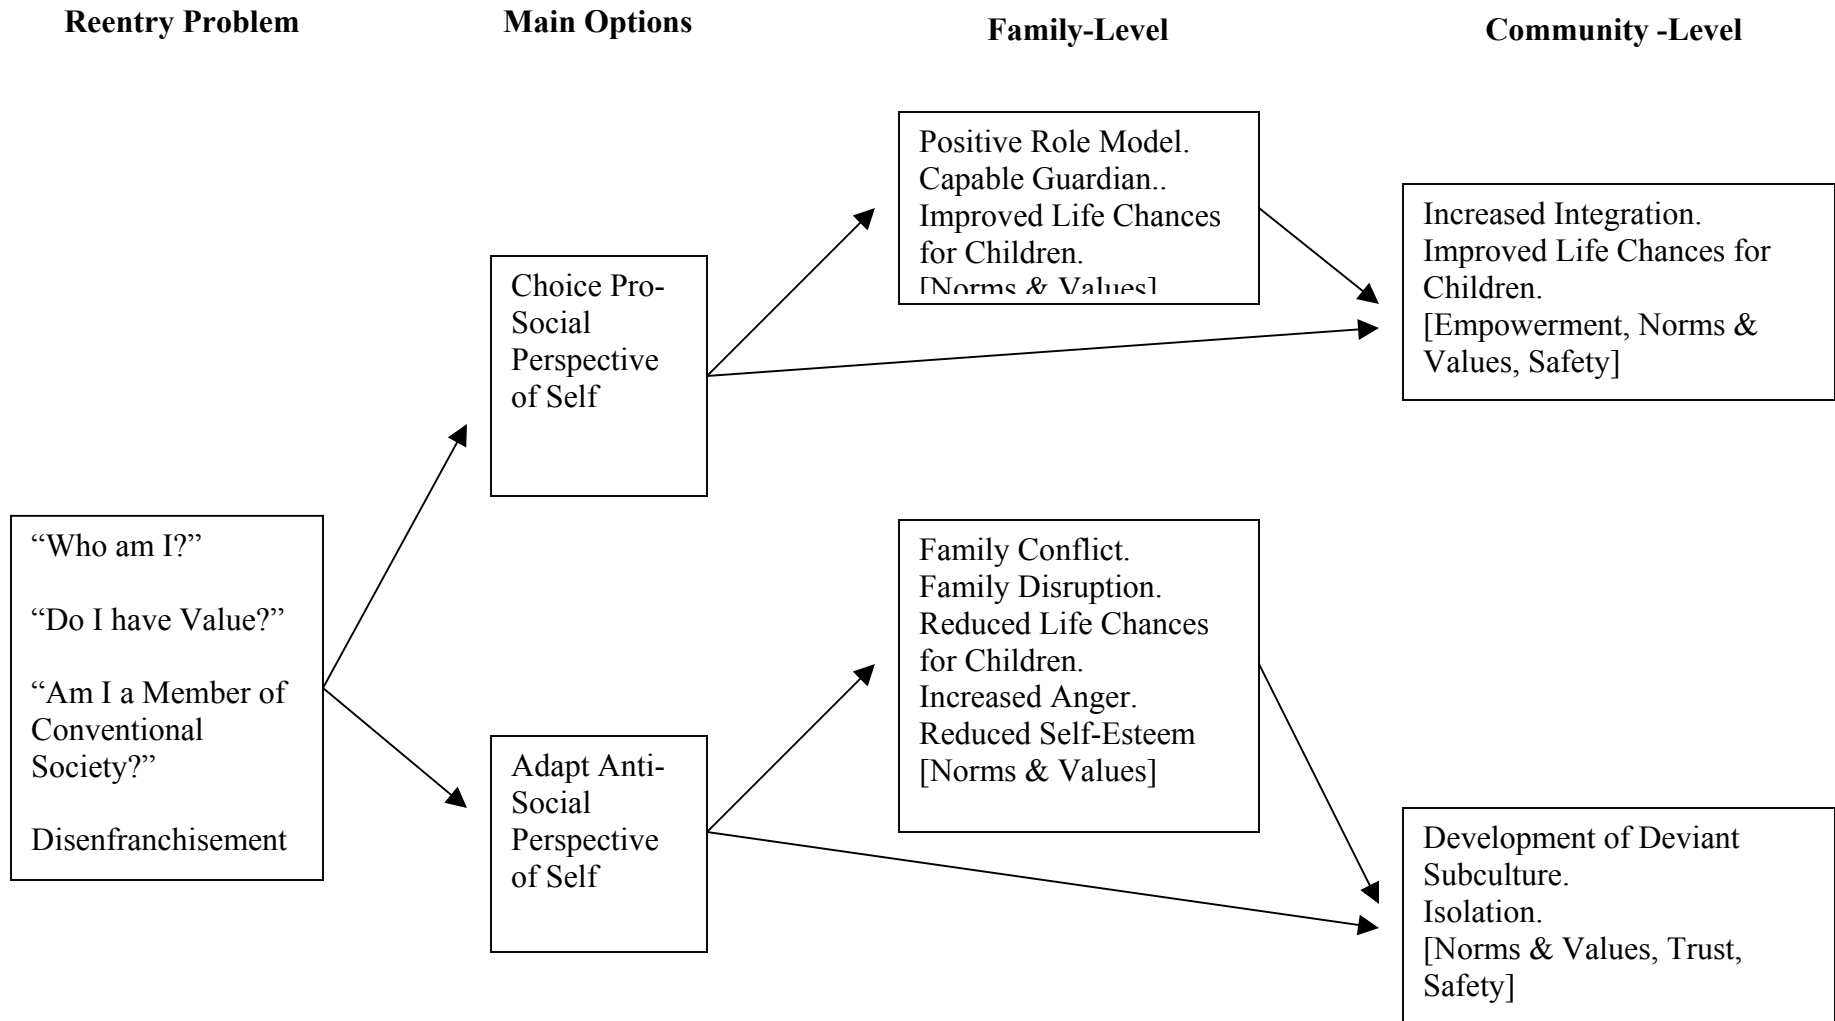 Reentry Problem
Main Options
Family-Level
Community -Level
“Who am I?”
“Do I have Value?”
“Am I a Member of
Conventional
Society?”
Disenfranchisement
Choice Pro-
Social
Perspective
of Self
Adapt Anti-
Social
Perspective
of Self
Positive Role Model.
Capable Guardian..
Improved Life Chances
for Children.
[Norms & Values]
Family Conflict.
Family Disruption.
Reduced Life Chances
for Children.
Increased Anger.
Reduced Self-Esteem
[Norms & Values]
Increased Integration.
Improved Life Chances for
Children.
[Empowerment, Norms &
Values, Safety]
Development of Deviant
Subculture.
Isolation.
[Norms & Values, Trust,
Safety]